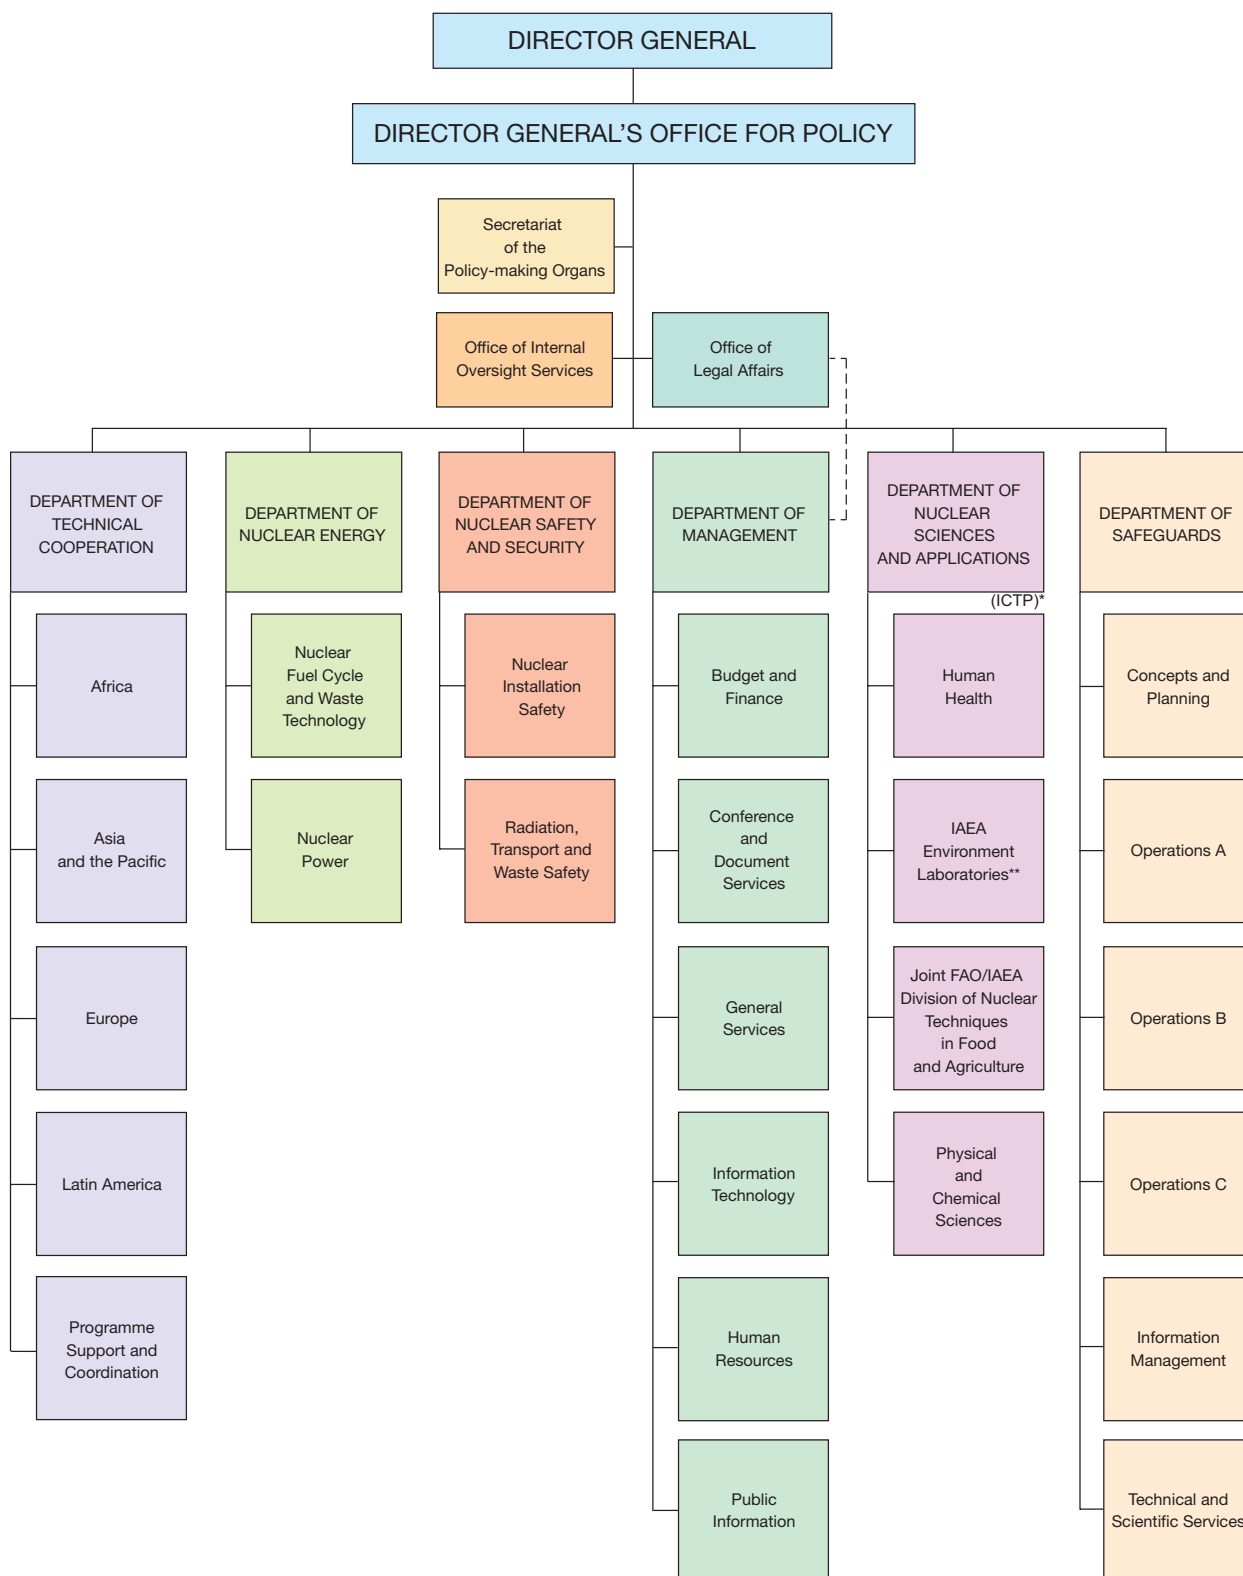 DIRECTOR GENERAL
DIRECTOR GENERAL’S OFFICE FOR POLICY
Secretariat
of the
Policy-making Organs
Office of Internal
Oversight Services
Office of
Legal Affairs
DEPARTMENT OF
TECHNICAL
COOPERATION
DEPARTMENT OF
NUCLEAR ENERGY
DEPARTMENT OF
NUCLEAR SAFETY
AND SECURITY
DEPARTMENT OF
MANAGEMENT
DEPARTMENT OF
NUCLEAR
SCIENCES
AND APPLICATIONS
(ICTP)*
DEPARTMENT OF
SAFEGUARDS
Africa
Asia
and the Pacific
Europe
Latin America
Programme
Support and
Coordination
Nuclear
Fuel Cycle
and Waste
Technology
Nuclear
Power
Nuclear
Installation
Safety
Radiation,
Transport and
Waste Safety
Budget and
Finance
Conference
and
Document
Services
General
Services
Information
Technology
Human
Resources
Public
Information
Human
Health
IAEA
Environment
Laboratories**
Joint FAO/IAEA
Division of Nuclear
Techniques
in Food
and Agriculture
Physical
and
Chemical
Sciences
Concepts and
Planning
Operations A
Operations B
Operations C
Information
Management
Technical and
Scientific Services